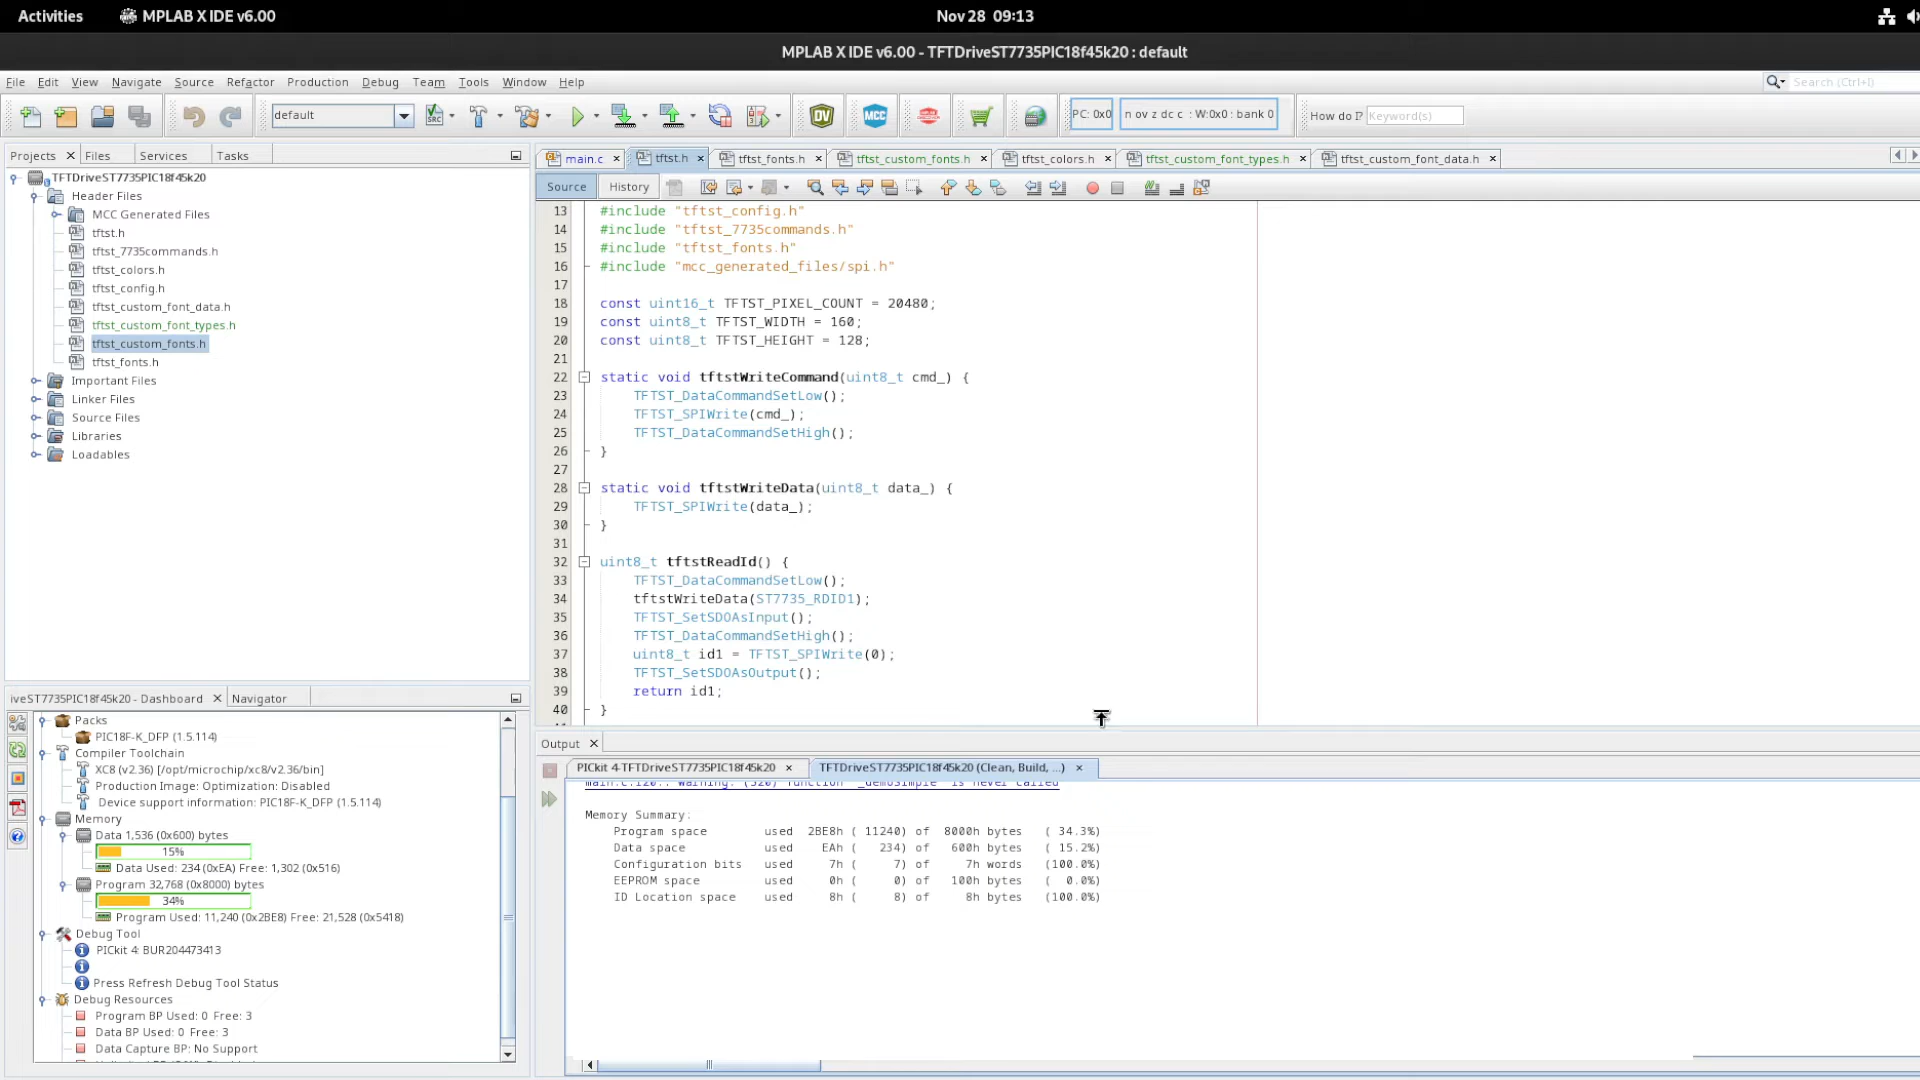 Activities MPLAB X IDE v6.00 Nov 28 09:13
MPLAB X IDE v6.00 - TFTDriveST7735PIC18f45k20 : default
File Edit View Navigate Source Refactor Production Debug Team Tools Window Help Search (Ctrl+I)
default DV MCC PC: 0x0 n ov z dc c : W:0x0 : bank 0 How do I? Keyword(s)
Projects Files Services Tasks
TFTDriveST7735PIC18f45k20
Header Files
MCC Generated Files
tftst.h
tftst_7735commands.h
tftst_colors.h
tftst_config.h
tftst_custom_font_data.h
tftst_custom_font_types.h
tftst_custom_fonts.h
tftst_fonts.h
Important Files
Linker Files
Source Files
Libraries
Loadables
iveST7735PIC18f45k20 - Dashboard Navigator
Packs
PIC18F-K_DFP (1.5.114)
Compiler Toolchain
XC8 (v2.36) [/opt/microchip/xc8/v2.36/bin]
Production Image: Optimization: Disabled
Device support information: PIC18F-K_DFP (1.5.114)
Memory
Data 1,536 (0x600) bytes
15%
Data Used: 234 (0xEA) Free: 1,302 (0x516)
Program 32,768 (0x8000) bytes
34%
Program Used: 11,240 (0x2BE8) Free: 21,528 (0x5418)
Debug Tool
PICkit 4: BUR204473413
Press Refresh Debug Tool Status
Debug Resources
Program BP Used: 0 Free: 3
Data BP Used: 0 Free: 3
Data Capture BP: No Support
main.c tftst.h tftst_fonts.h tftst_custom_fonts.h tftst_colors.h tftst_custom_font_types.h tftst_custom_font_data.h
Source History
13 #include "tftst_config.h"
14 #include "tftst_7735commands.h"
15 #include "tftst_fonts.h"
16 #include "mcc_generated_files/spi.h"
17
18 const uint16_t TFTST_PIXEL_COUNT = 20480;
19 const uint8_t TFTST_WIDTH = 160;
20 const uint8_t TFTST_HEIGHT = 128;
21
22 static void tftstWriteCommand(uint8_t cmd_) {
23 TFTST_DataCommandSetLow();
24 TFTST_SPIWrite(cmd_);
25 TFTST_DataCommandSetHigh();
26 }
27
28 static void tftstWriteData(uint8_t data_) {
29 TFTST_SPIWrite(data_);
30 }
31
32 uint8_t tftstReadId() {
33 TFTST_DataCommandSetLow();
34 tftstWriteData(ST7735_RDID1);
35 TFTST_SetSDOAsInput();
36 TFTST_DataCommandSetHigh();
37 uint8_t id1 = TFTST_SPIWrite(0);
38 TFTST_SetSDOAsOutput();
39 return id1;
40 }
Output
PICkit 4-TFTDriveST7735PIC18f45k20 TFTDriveST7735PIC18f45k20 (Clean, Build, ...)
main.c:120:: warning: (520) function "_demoSimple" is never called
Memory Summary:
Program space used 2BE8h ( 11240) of 8000h bytes ( 34.3%)
Data space used EAh ( 234) of 600h bytes ( 15.2%)
Configuration bits used 7h ( 7) of 7h words (100.0%)
EEPROM space used 0h ( 0) of 100h bytes ( 0.0%)
ID Location space used 8h ( 8) of 8h bytes (100.0%)